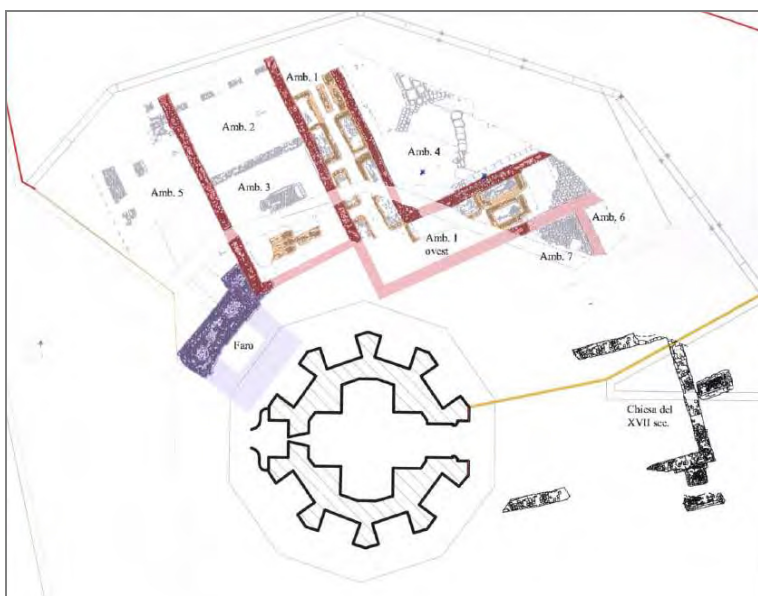 Amb. 1
Amb. 2
Amb. 4
Amb. 5
Amb. 3
Amb. 6
Amb. 1
ovest
Amb. 7
Faro
Chiesa del
XVII sec.